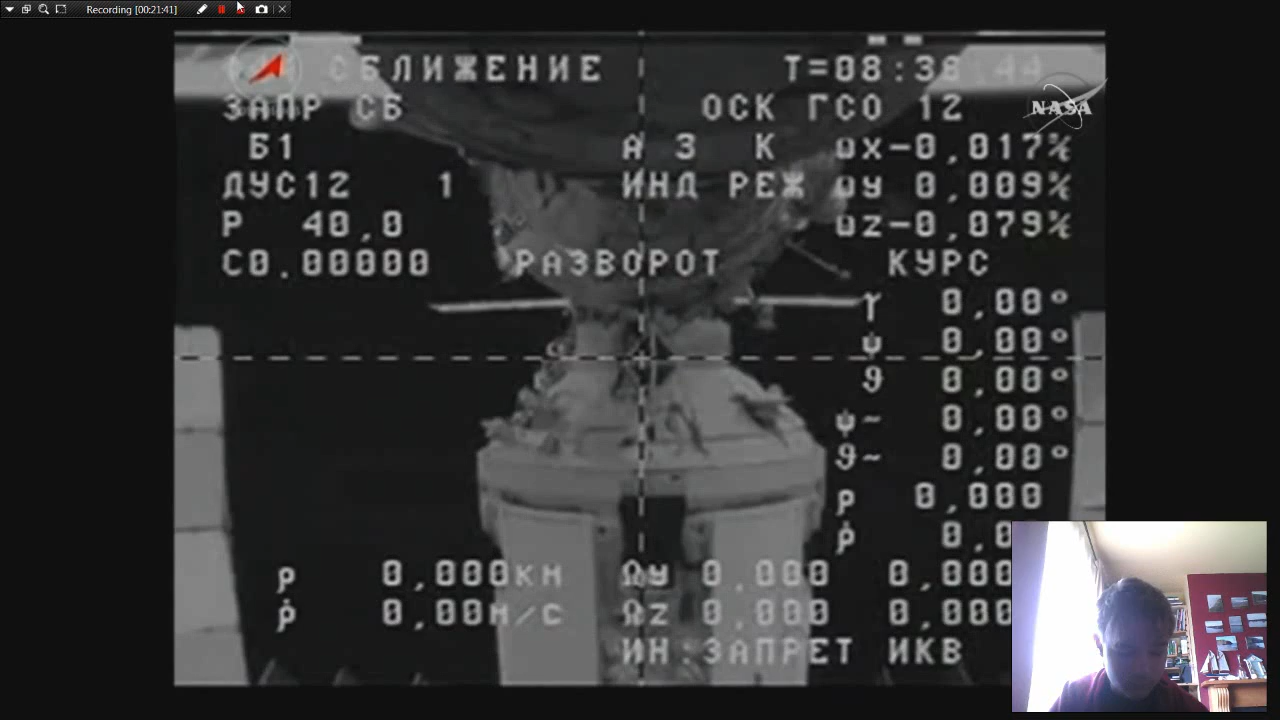 Recording [00:21:41]
СБЛИЖЕНИЕ
ЗАПР СБ ОСК ГСО 12
NASA
Б1 А З К ωx-0,017%
ДУС12 1 ИНД РЕЖ ωy 0,009%
Р 40,0 ωz-0,079%
С0.00000 РАЗВОРОТ КУРС
γ 0,00°
ψ 0,00°
ϑ 0,00°
ψ~ 0,00°
ϑ~ 0,00°
ρ 0,000
ρ̇ 0,0
ρ 0,000км Ωy 0,000 0,000
ρ̇ 0,00м/с Ωz 0,000 0,000
ИН:ЗАПРЕТ ИКВ